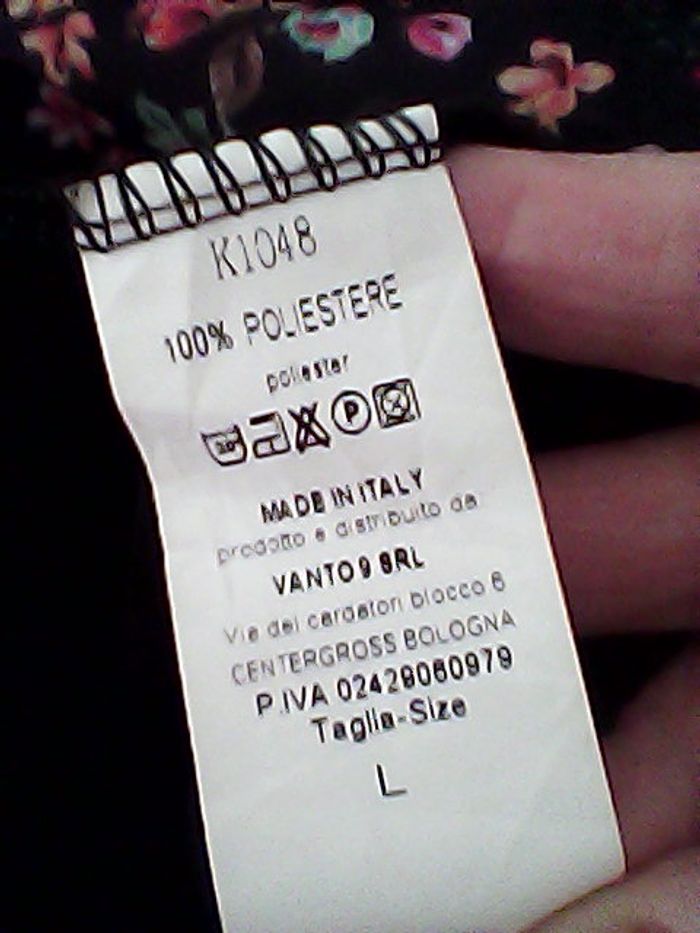 K1048
100% POLIESTERE
poliester
P
MADE IN ITALY
prodotto e distribuito da
VANTO 9 SRL
Via dei cardatori blocco 6
CENTERGROSS BOLOGNA
P.IVA 02429060979
Taglia-Size
L